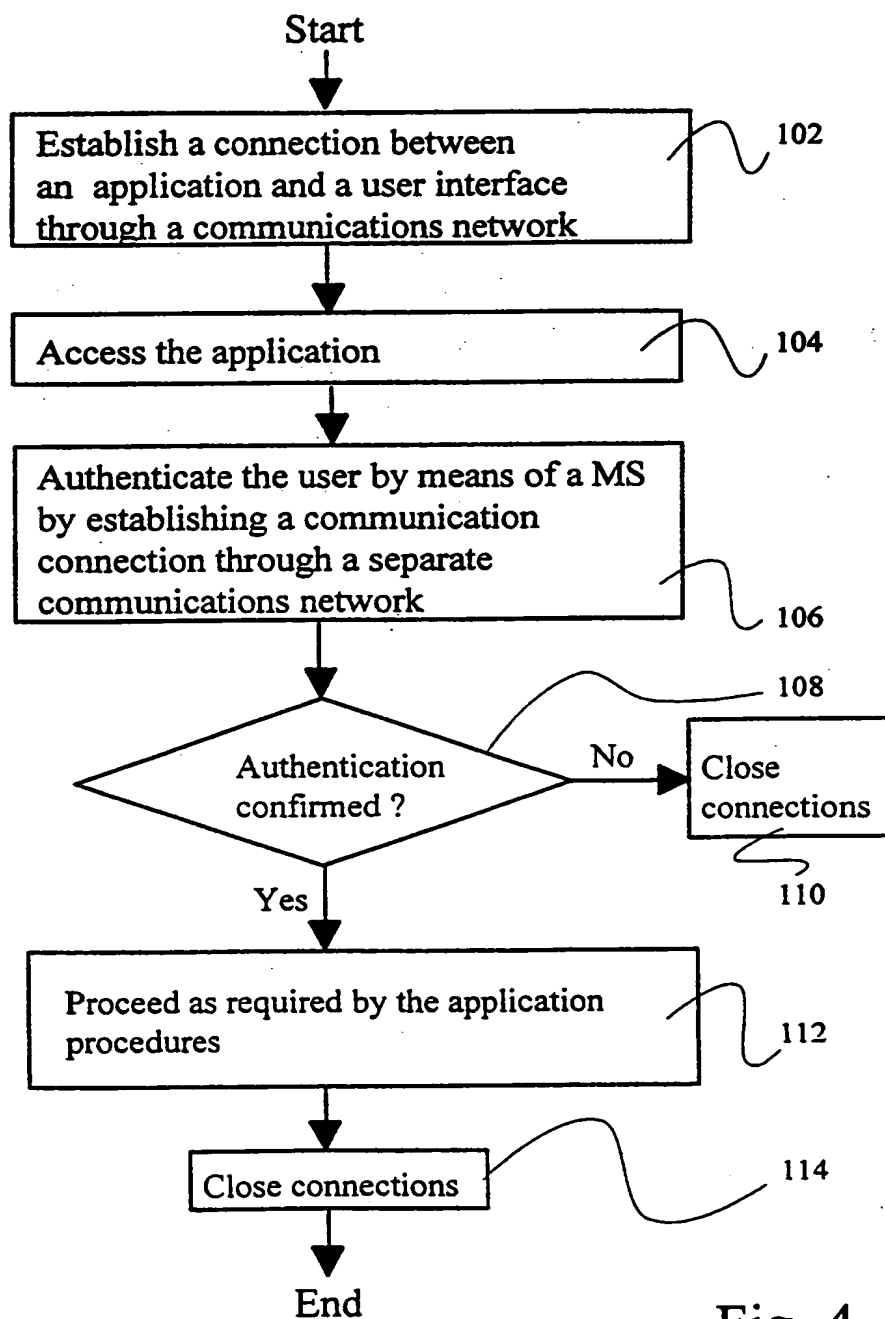 Start
Establish a connection between
an application and a user interface
through a communications network
102
Access the application
104
Authenticate the user by means of a MS
by establishing a communication
connection through a separate
communications network
106
108
Authentication
confirmed ?
No
Close
connections
110
Yes
Proceed as required by the application
procedures
112
Close connections
114
End
Fig. 4